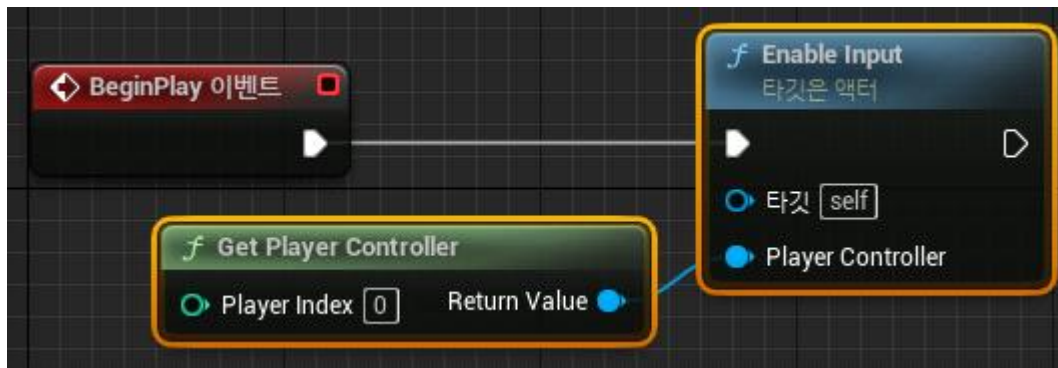 BeginPlay 이벤트
f Enable Input
타깃은 액터
타깃 self
Player Controller
f Get Player Controller
Player Index 0 Return Value